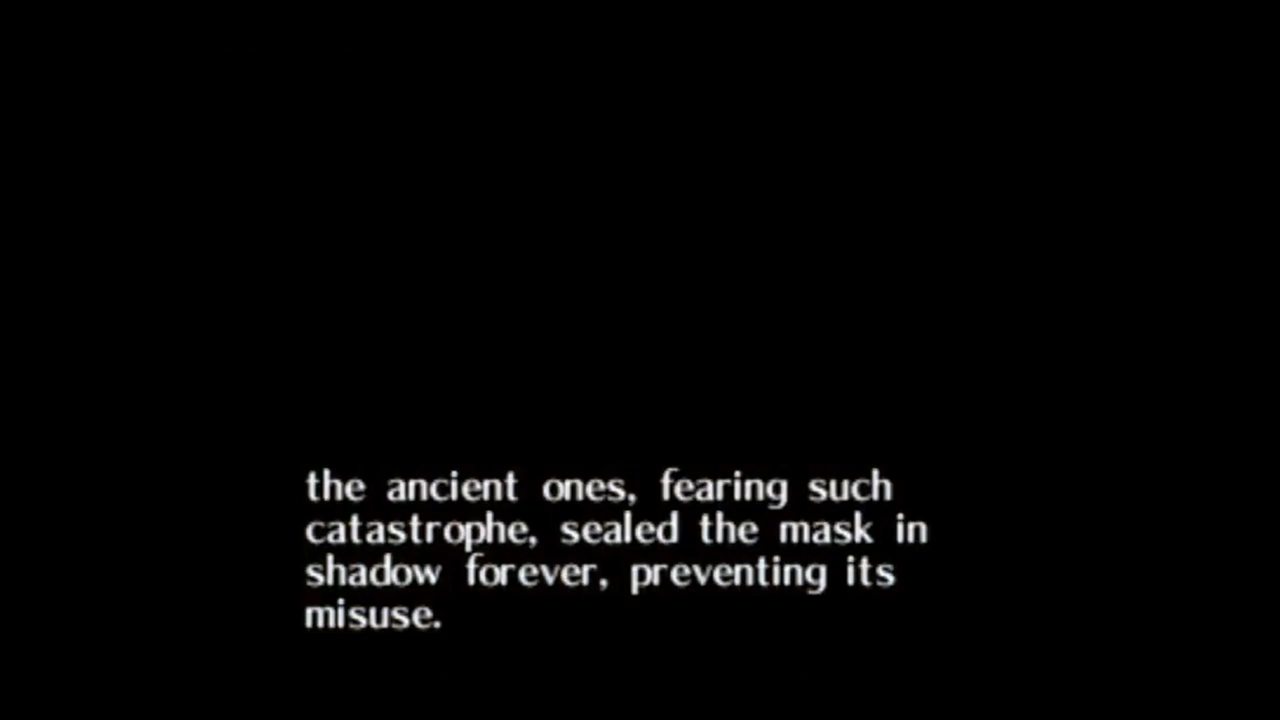 the ancient ones, fearing such
catastrophe, sealed the mask in
shadow forever, preventing its
misuse.